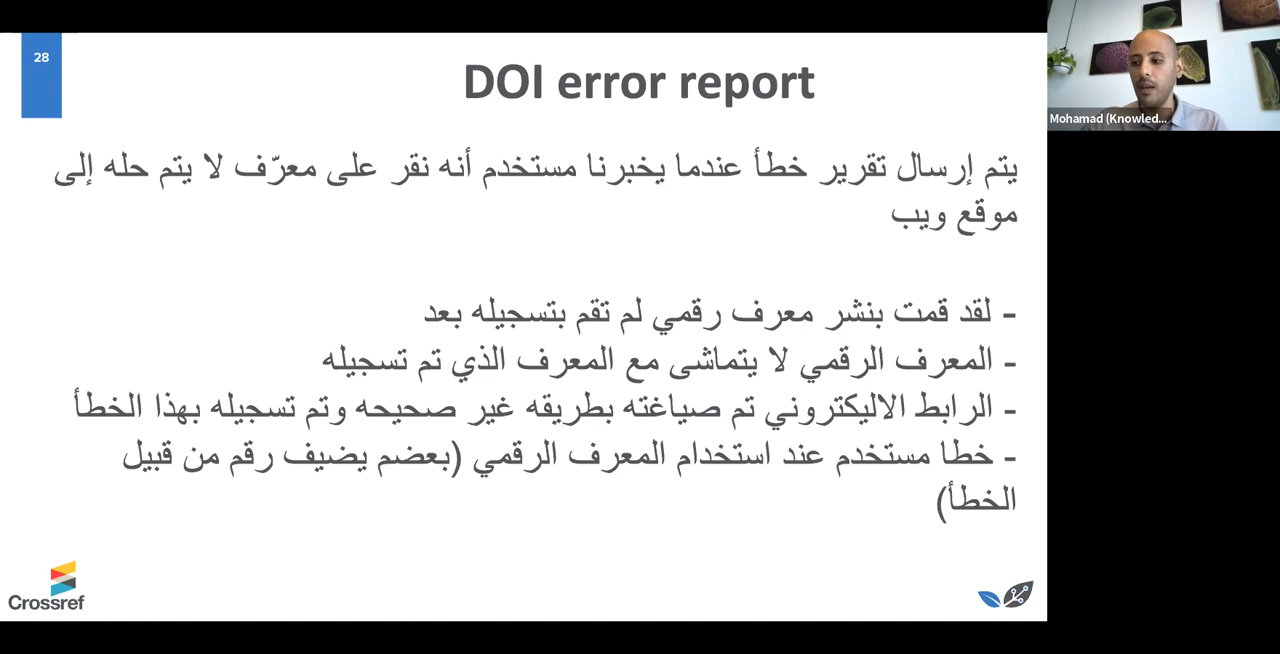 28
DOI error report
Mohamad (Knowled...
يتم إرسال تقرير خطأ عندما يخبرنا مستخدم أنه نقر على معرّف لا يتم حله إلى
موقع ويب
- لقد قمت بنشر معرف رقمي لم تقم بتسجيله بعد
- المعرف الرقمي لا يتماشى مع المعرف الذي تم تسجيله
- الرابط الاليكتروني تم صياغته بطريقه غير صحيحه وتم تسجيله بهذا الخطأ
- خطا مستخدم عند استخدام المعرف الرقمي (بعضم يضيف رقم من قبيل
الخطأ)
Crossref